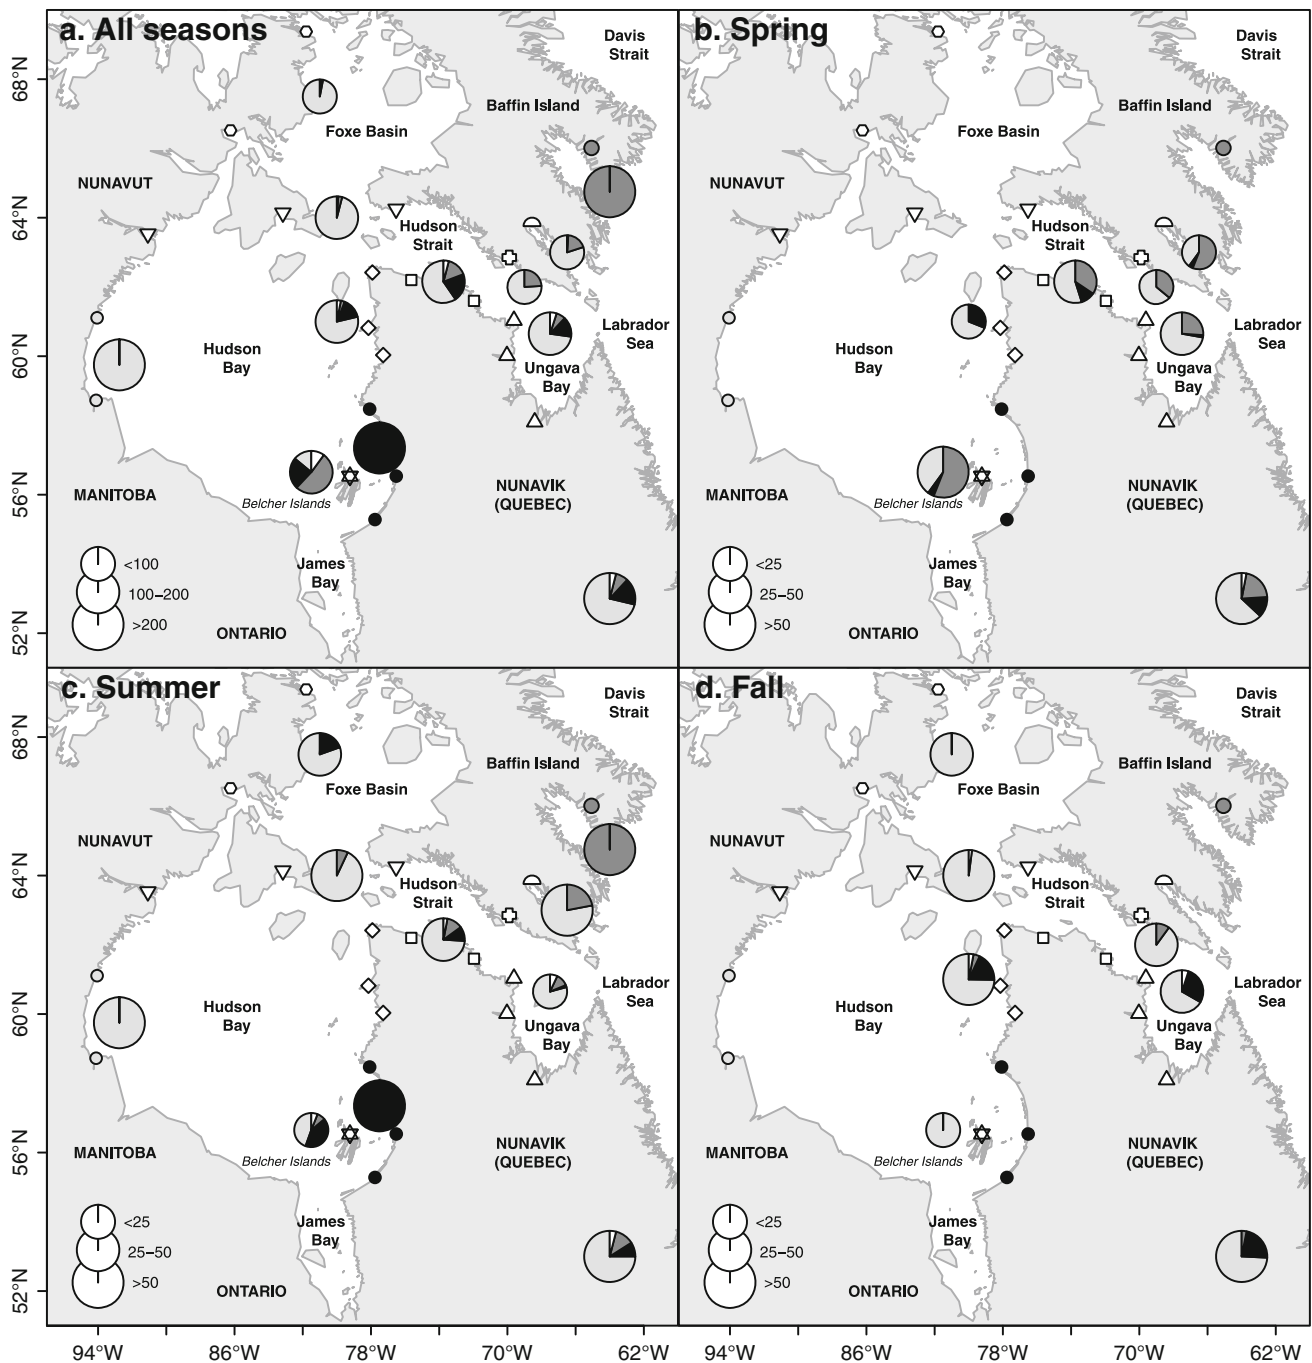 a. All seasons
Davis
Strait
Baffin Island
Foxe Basin
NUNAVUT
Hudson
Strait
Labrador
Sea
Hudson
Bay
Ungava
Bay
MANITOBA
Belcher Islands
NUNAVIK
(QUEBEC)
James
Bay
ONTARIO
<100
100–200
>200
68°N
64°N
60°N
56°N
52°N
b. Spring
Davis
Strait
Baffin Island
Foxe Basin
NUNAVUT
Hudson
Strait
Labrador
Sea
Hudson
Bay
Ungava
Bay
MANITOBA
Belcher Islands
NUNAVIK
(QUEBEC)
James
Bay
ONTARIO
<25
25–50
>50
c. Summer
Davis
Strait
Baffin Island
Foxe Basin
NUNAVUT
Hudson
Strait
Labrador
Sea
Hudson
Bay
Ungava
Bay
MANITOBA
Belcher Islands
NUNAVIK
(QUEBEC)
James
Bay
ONTARIO
<25
25–50
>50
68°N
64°N
60°N
56°N
52°N
94°W 86°W 78°W 70°W 62°W
d. Fall
Davis
Strait
Baffin Island
Foxe Basin
NUNAVUT
Hudson
Strait
Labrador
Sea
Hudson
Bay
Ungava
Bay
MANITOBA
Belcher Islands
NUNAVIK
(QUEBEC)
James
Bay
ONTARIO
<25
25–50
>50
94°W 86°W 78°W 70°W 62°W